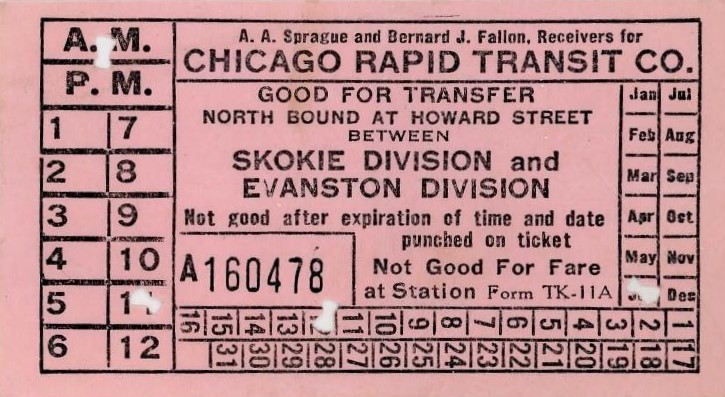 A. M.
P. M.
1 7
2 8
3 9
4 10
5
6 12
A. A. Sprague and Bernard J. Fallon, Receivers for
CHICAGO RAPID TRANSIT CO.
GOOD FOR TRANSFER
NORTH BOUND AT HOWARD STREET
BETWEEN
SKOKIE DIVISION and
EVANSTON DIVISION
Not good after expiration of time and date
punched on ticket
A160478
Not Good For Fare
at Station Form TK-11A
Jan Jul
Feb Aug
Mar Sep
Apr Oct
May Nov
Dec
16 15 14 13 11 10 9 8 7 6 5 4 3 2 1
31 30 29 28 27 26 25 24 23 22 21 20 19 18 17